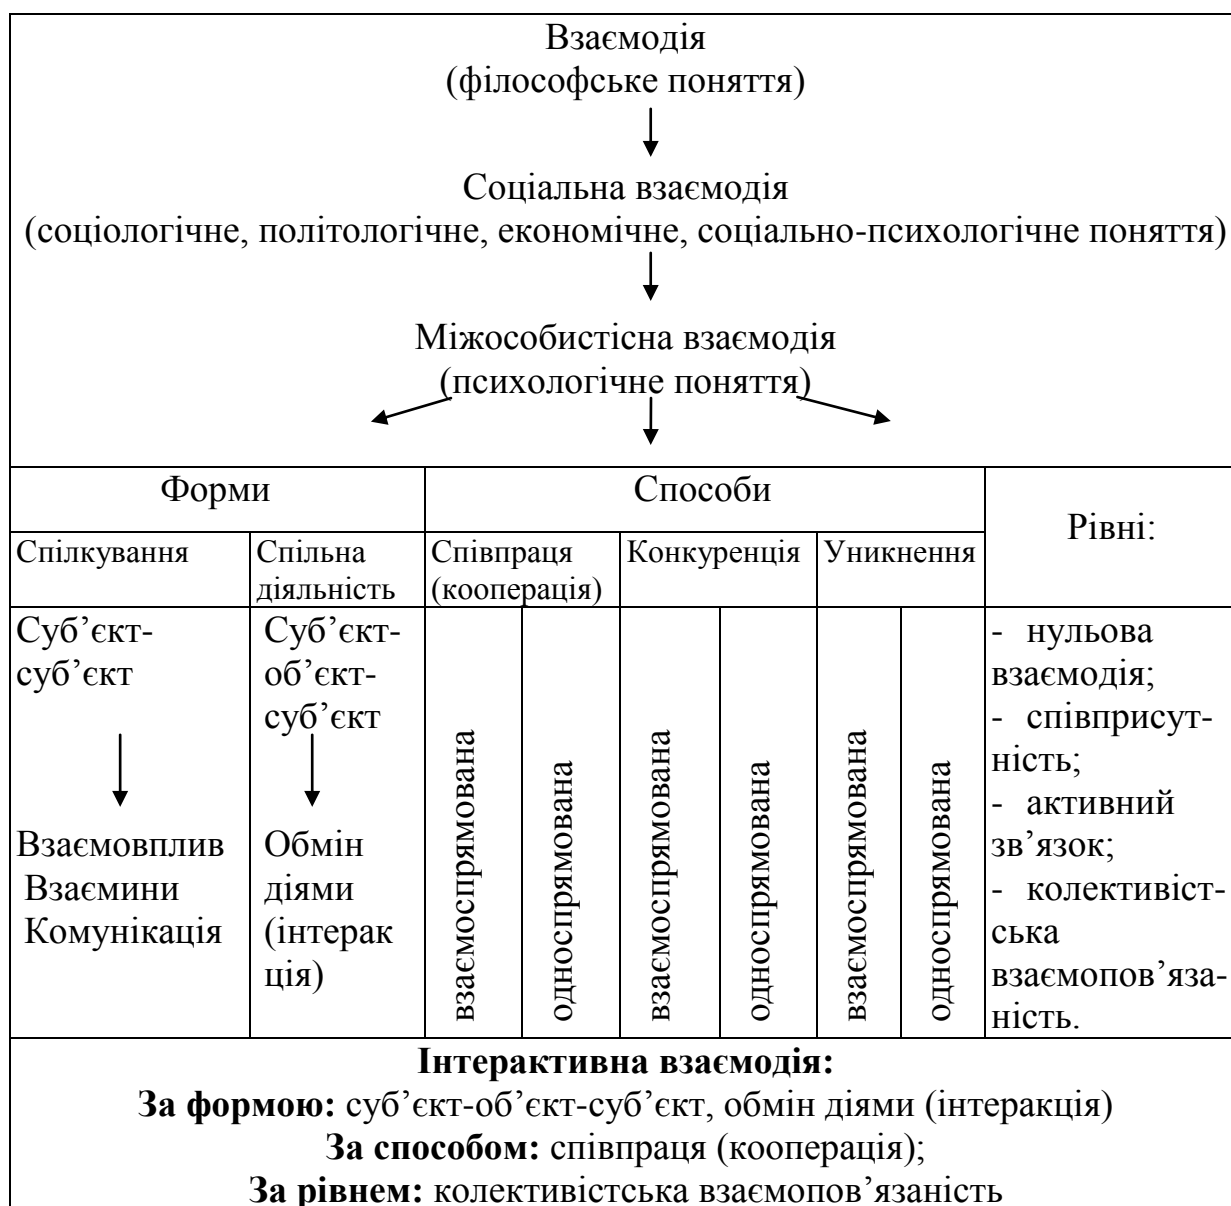 Взаємодія
(філософське поняття)
Соціальна взаємодія
(соціологічне, політологічне, економічне, соціально-психологічне поняття)
Міжособистісна взаємодія
(психологічне поняття)
Форми
Способи
Рівні:
Спілкування
Спільна
діяльність
Співпраця
(кооперація)
Конкуренція
Уникнення
Суб’єкт-
суб’єкт
Взаємовплив
Взаємини
Комунікація
Суб’єкт-
об’єкт-
суб’єкт
Обмін
діями
(інтерак
ція)
взаємоспрямована
односпрямована
взаємоспрямована
односпрямована
взаємоспрямована
односпрямована
- нульова
взаємодія;
- співприсут-
ність;
- активний
зв’язок;
- колективіст-
ська
взаємопов’яза-
ність.
Інтерактивна взаємодія:
За формою: суб’єкт-об’єкт-суб’єкт, обмін діями (інтеракція)
За способом: співпраця (кооперація);
За рівнем: колективістська взаємопов’язаність